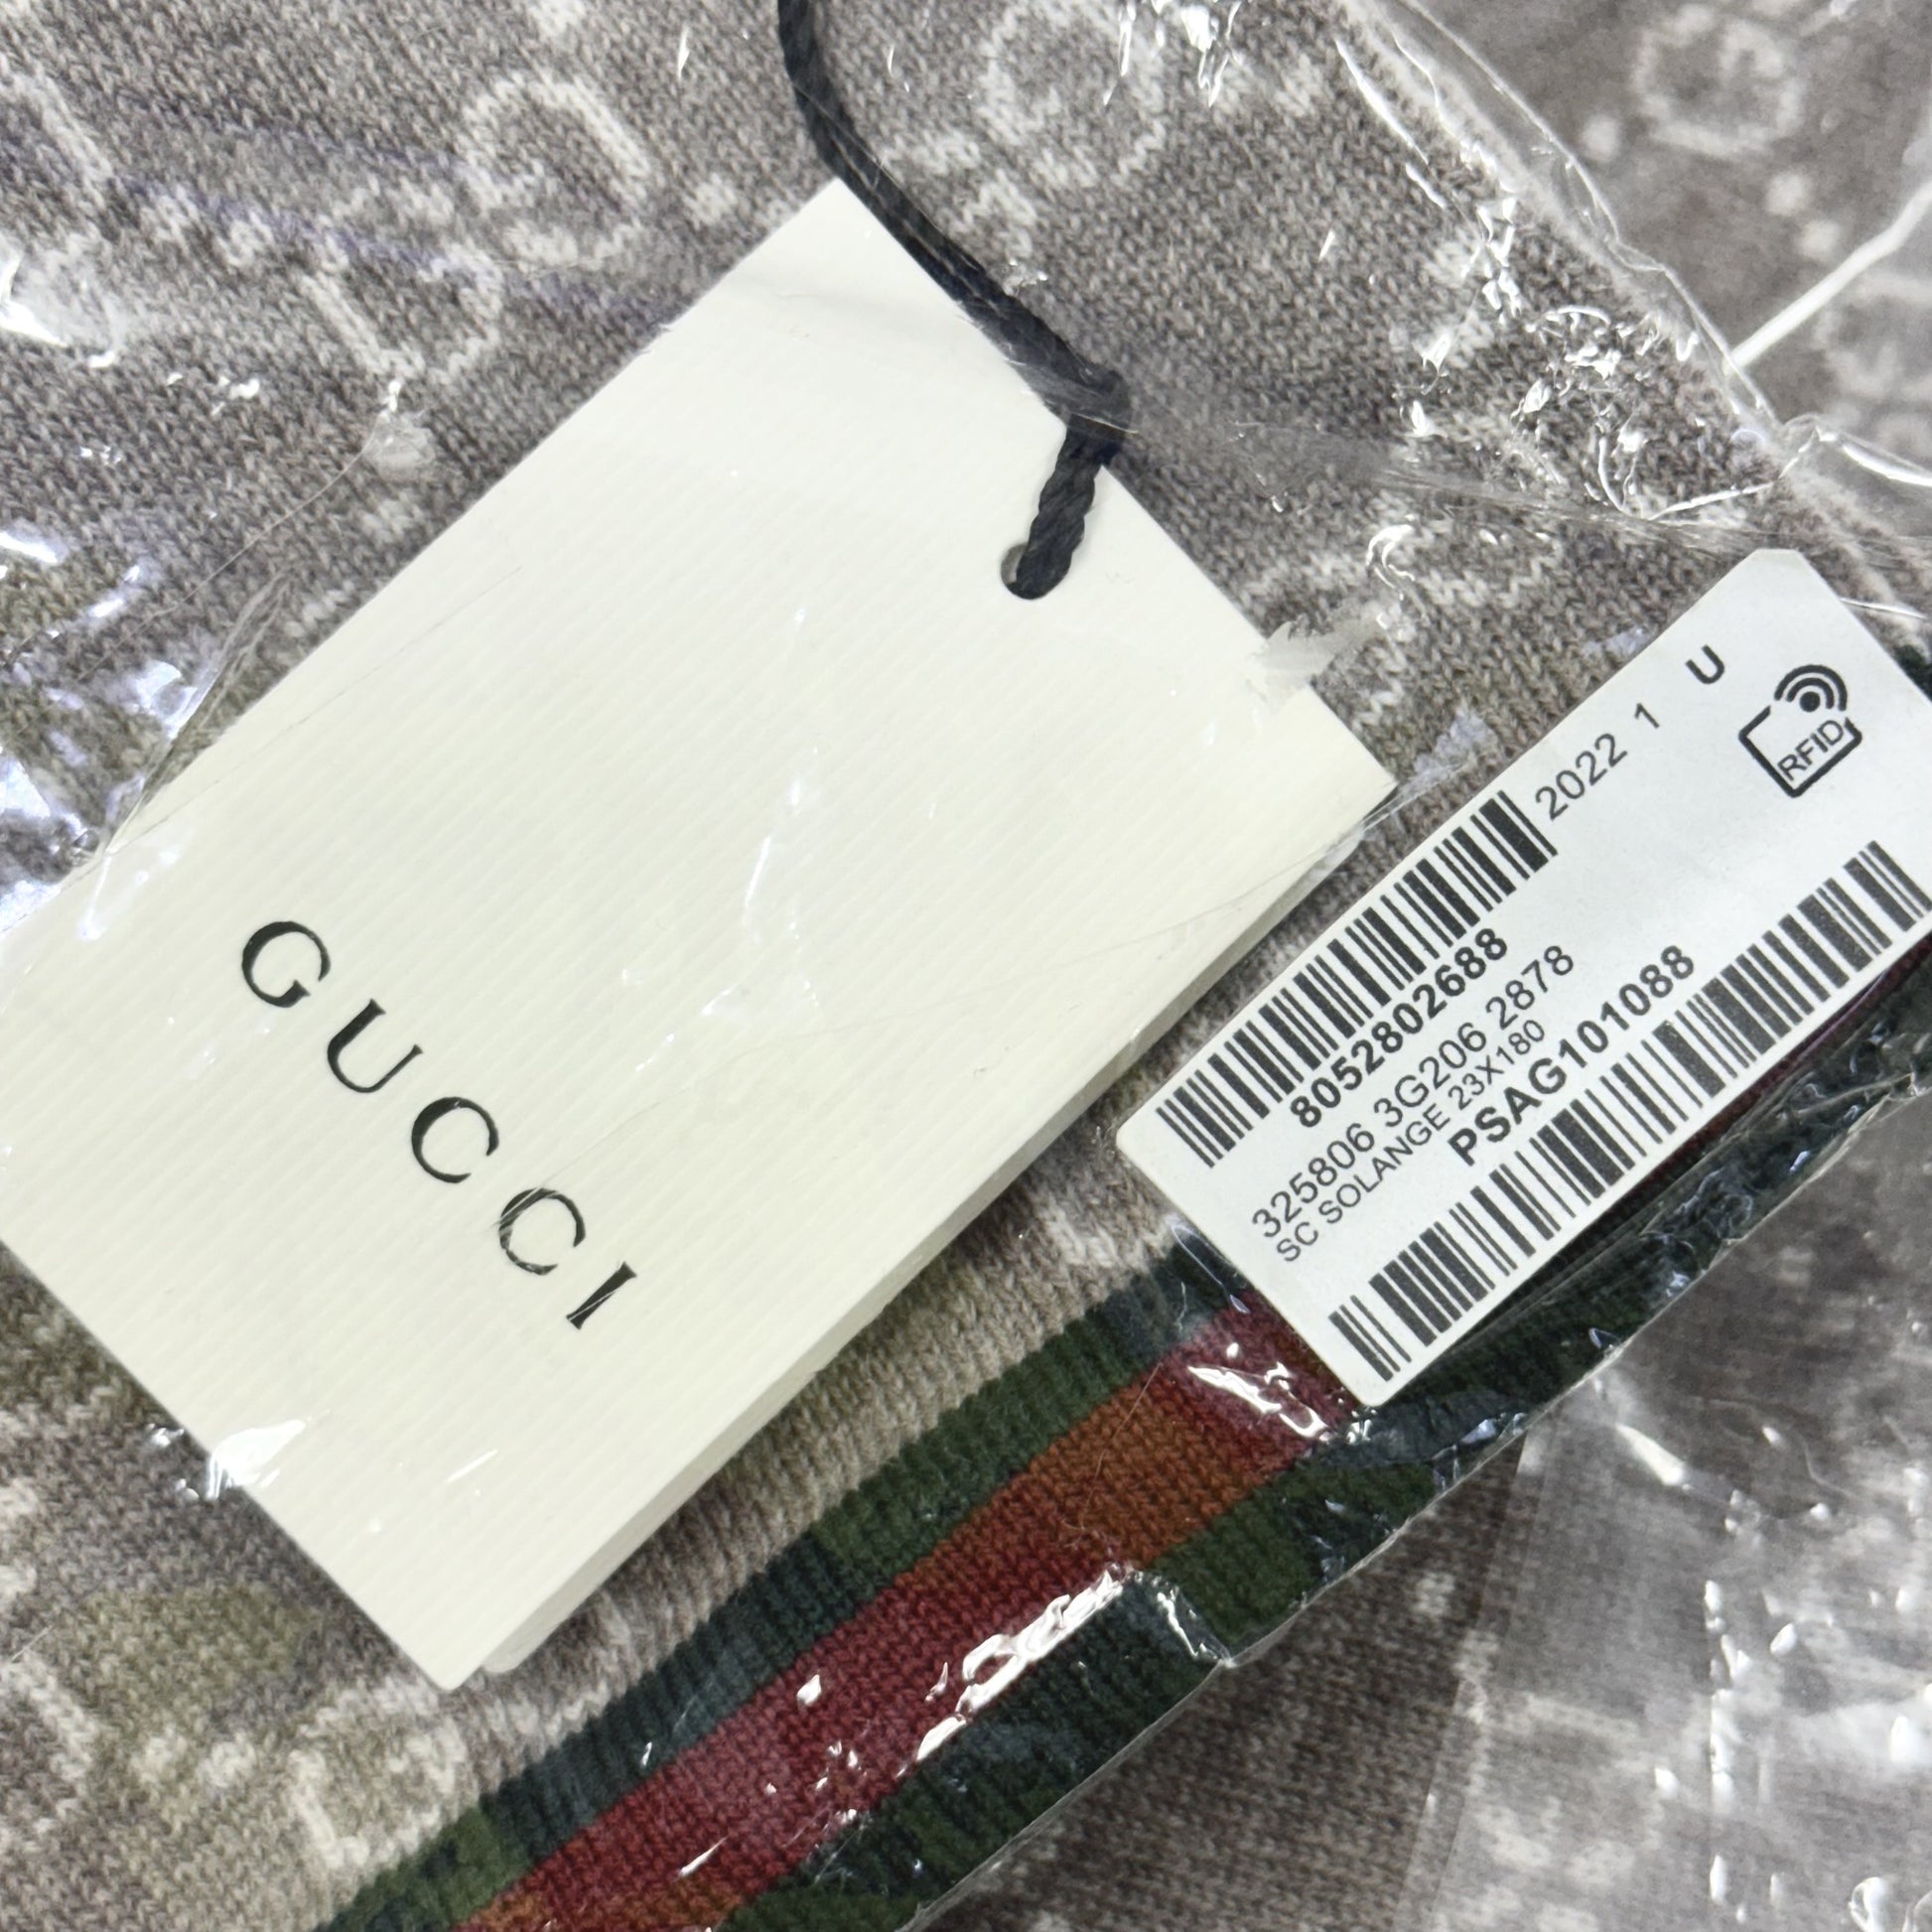 GUCCI
2022 1 U
RFID
8052802688
325806 3G206 2878
SC SOLANGE 23X180
PSAG101088